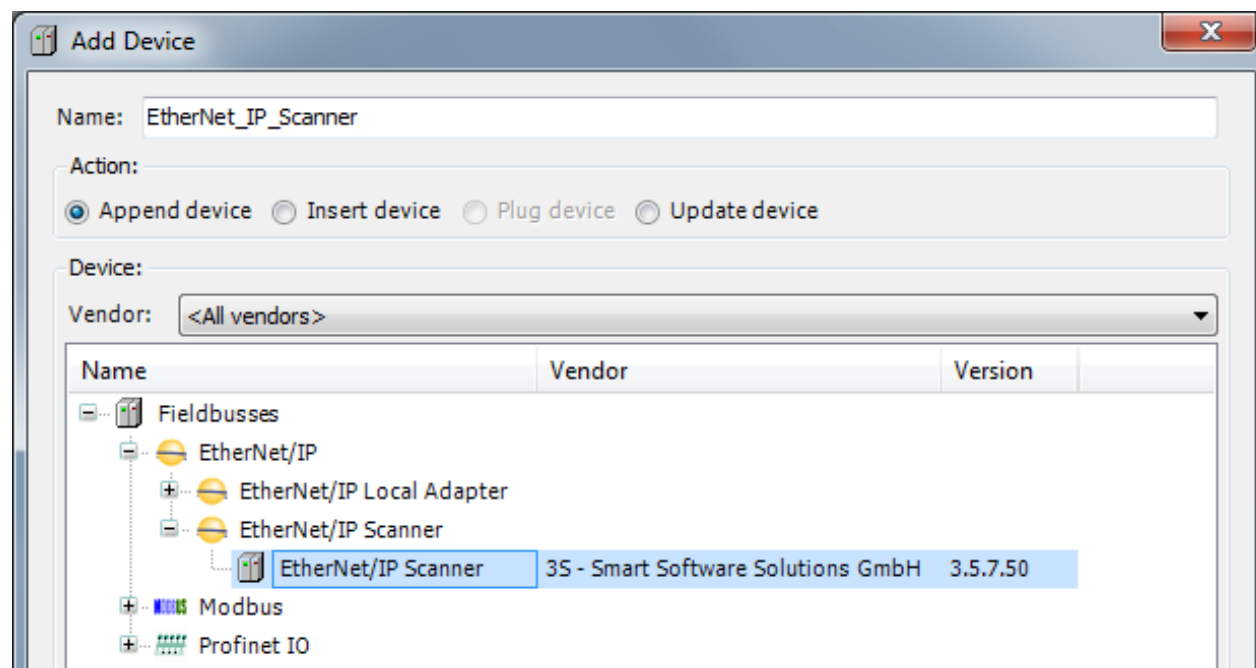 Add Device
Name: EtherNet_IP_Scanner
Action:
Append device Insert device Plug device Update device
Device:
Vendor: <All vendors>
Name Vendor Version
Fieldbusses
EtherNet/IP
EtherNet/IP Local Adapter
EtherNet/IP Scanner
EtherNet/IP Scanner 3S - Smart Software Solutions GmbH 3.5.7.50
MODBUS Modbus
Profinet IO